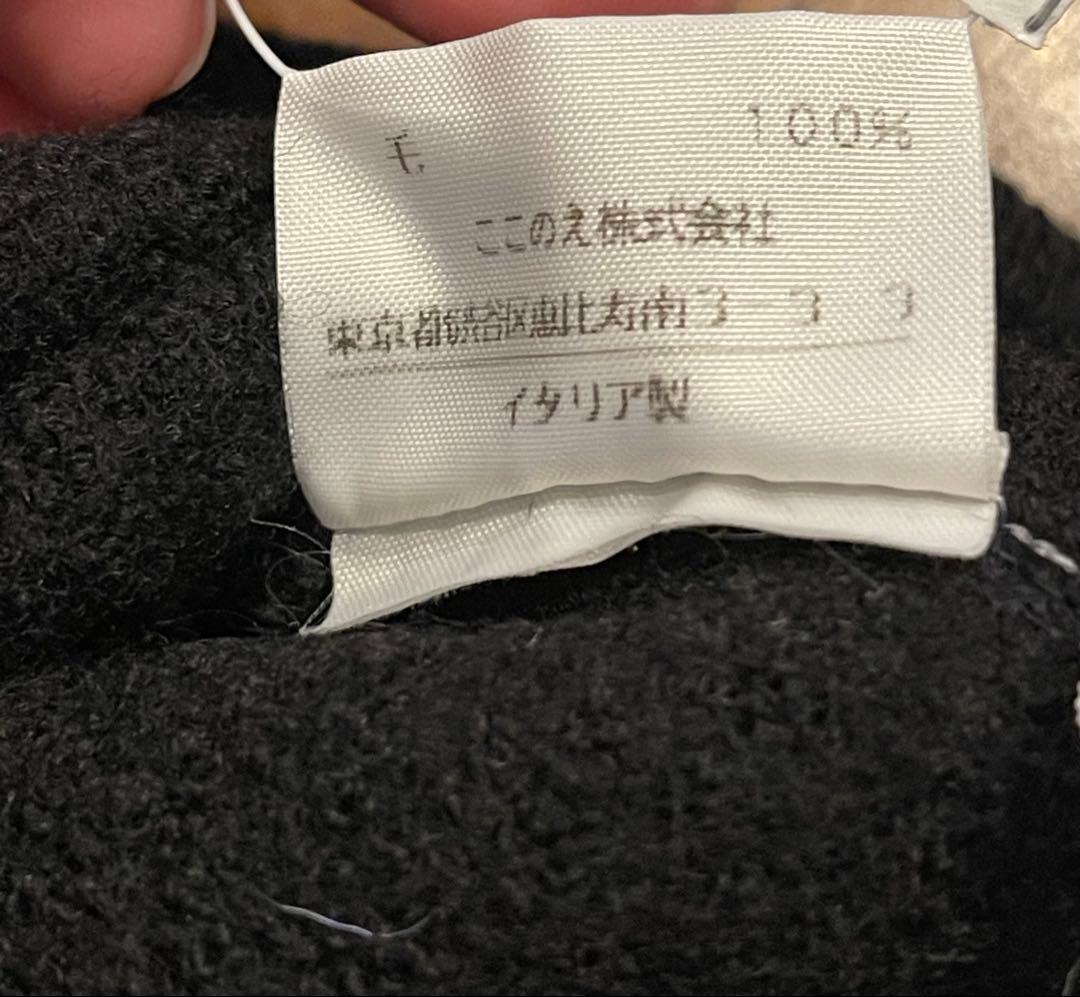 毛 100%
ここのえ株式会社
東京都渋谷区恵比寿南3 3 3
イタリア製